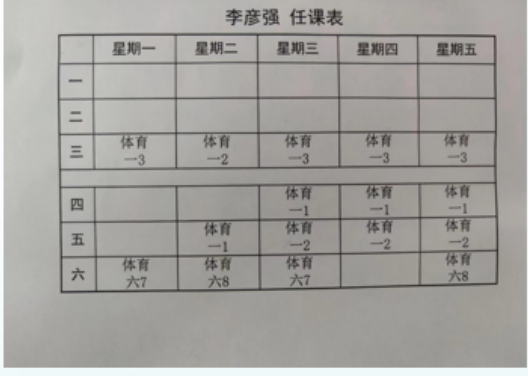 李彦强 任课表
星期一 星期二 星期三 星期四 星期五
一
二
三 体育 体育 体育 体育 体育
一3 一2 一3 一3 一3
四 体育 体育 体育
一1 一1 一1
五 体育 体育 体育 体育
一1 一2 一2 一2
六 体育 体育 体育 体育
六7 六8 六7 六8